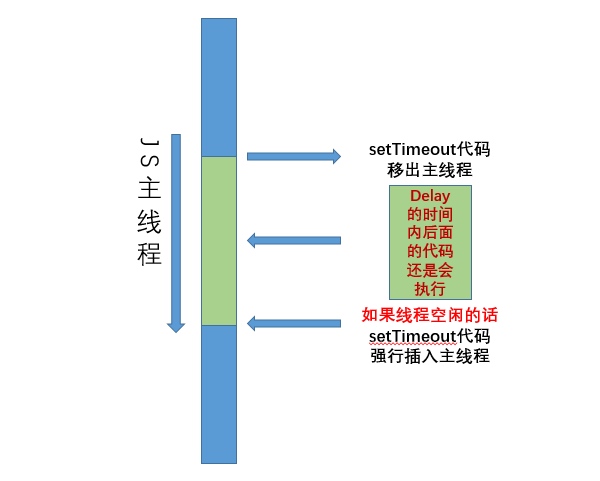 JS主线程
setTimeout代码
移出主线程
Delay
的时间
内后面
的代码
还是会
执行
如果线程空闲的话
setTimeout代码
强行插入主线程